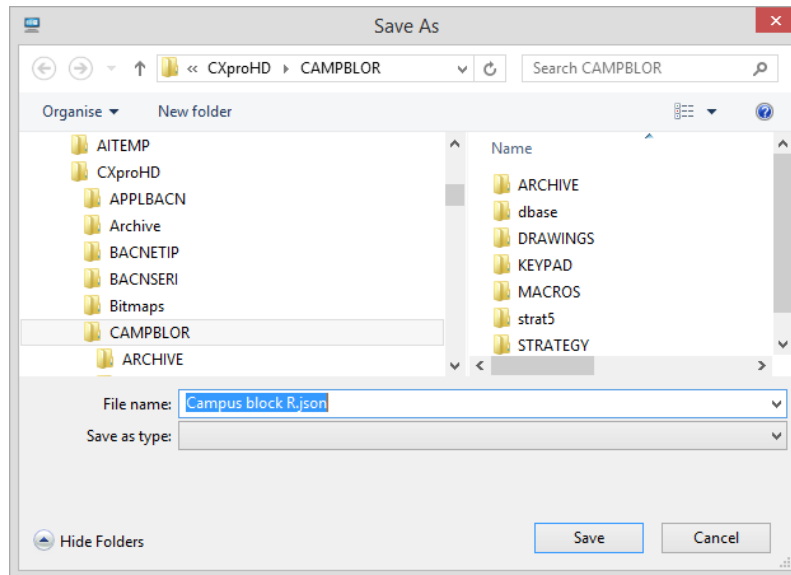 Save As
« CXproHD CAMPBLOR
Search CAMPBLOR
Organise
New folder
AITEMP
CXproHD
APPLBACN
Archive
BACNETIP
BACNSERI
Bitmaps
CAMPBLOR
ARCHIVE
Name
ARCHIVE
dbase
DRAWINGS
KEYPAD
MACROS
strat5
STRATEGY
File name: Campus block R.json
Save as type:
Hide Folders
Save
Cancel